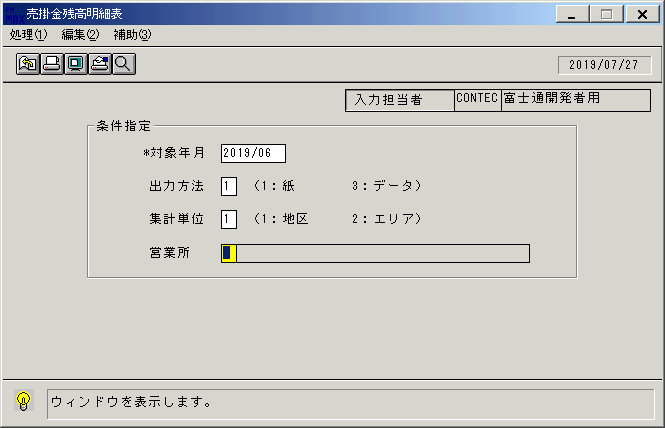 売掛金残高明細表
処理(1) 編集(2) 補助(3)
2019/07/27
入力担当者 CONTEC 富士通開発者用
条件指定
*対象年月 2019/06
出力方法 1 (1:紙 3:データ)
集計単位 1 (1:地区 2:エリア)
営業所
ウィンドウを表示します。